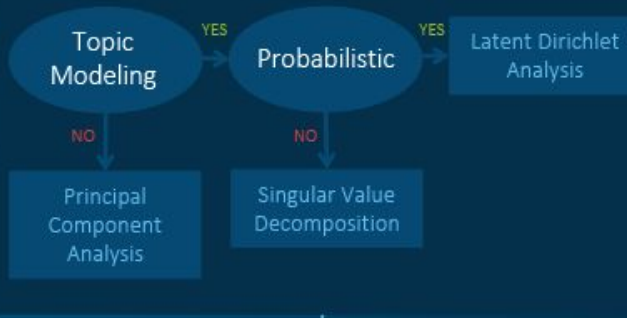 Topic
Modeling
YES
Probabilistic
YES
Latent Dirichlet
Analysis
NO
NO
Principal
Component
Analysis
Singular Value
Decomposition